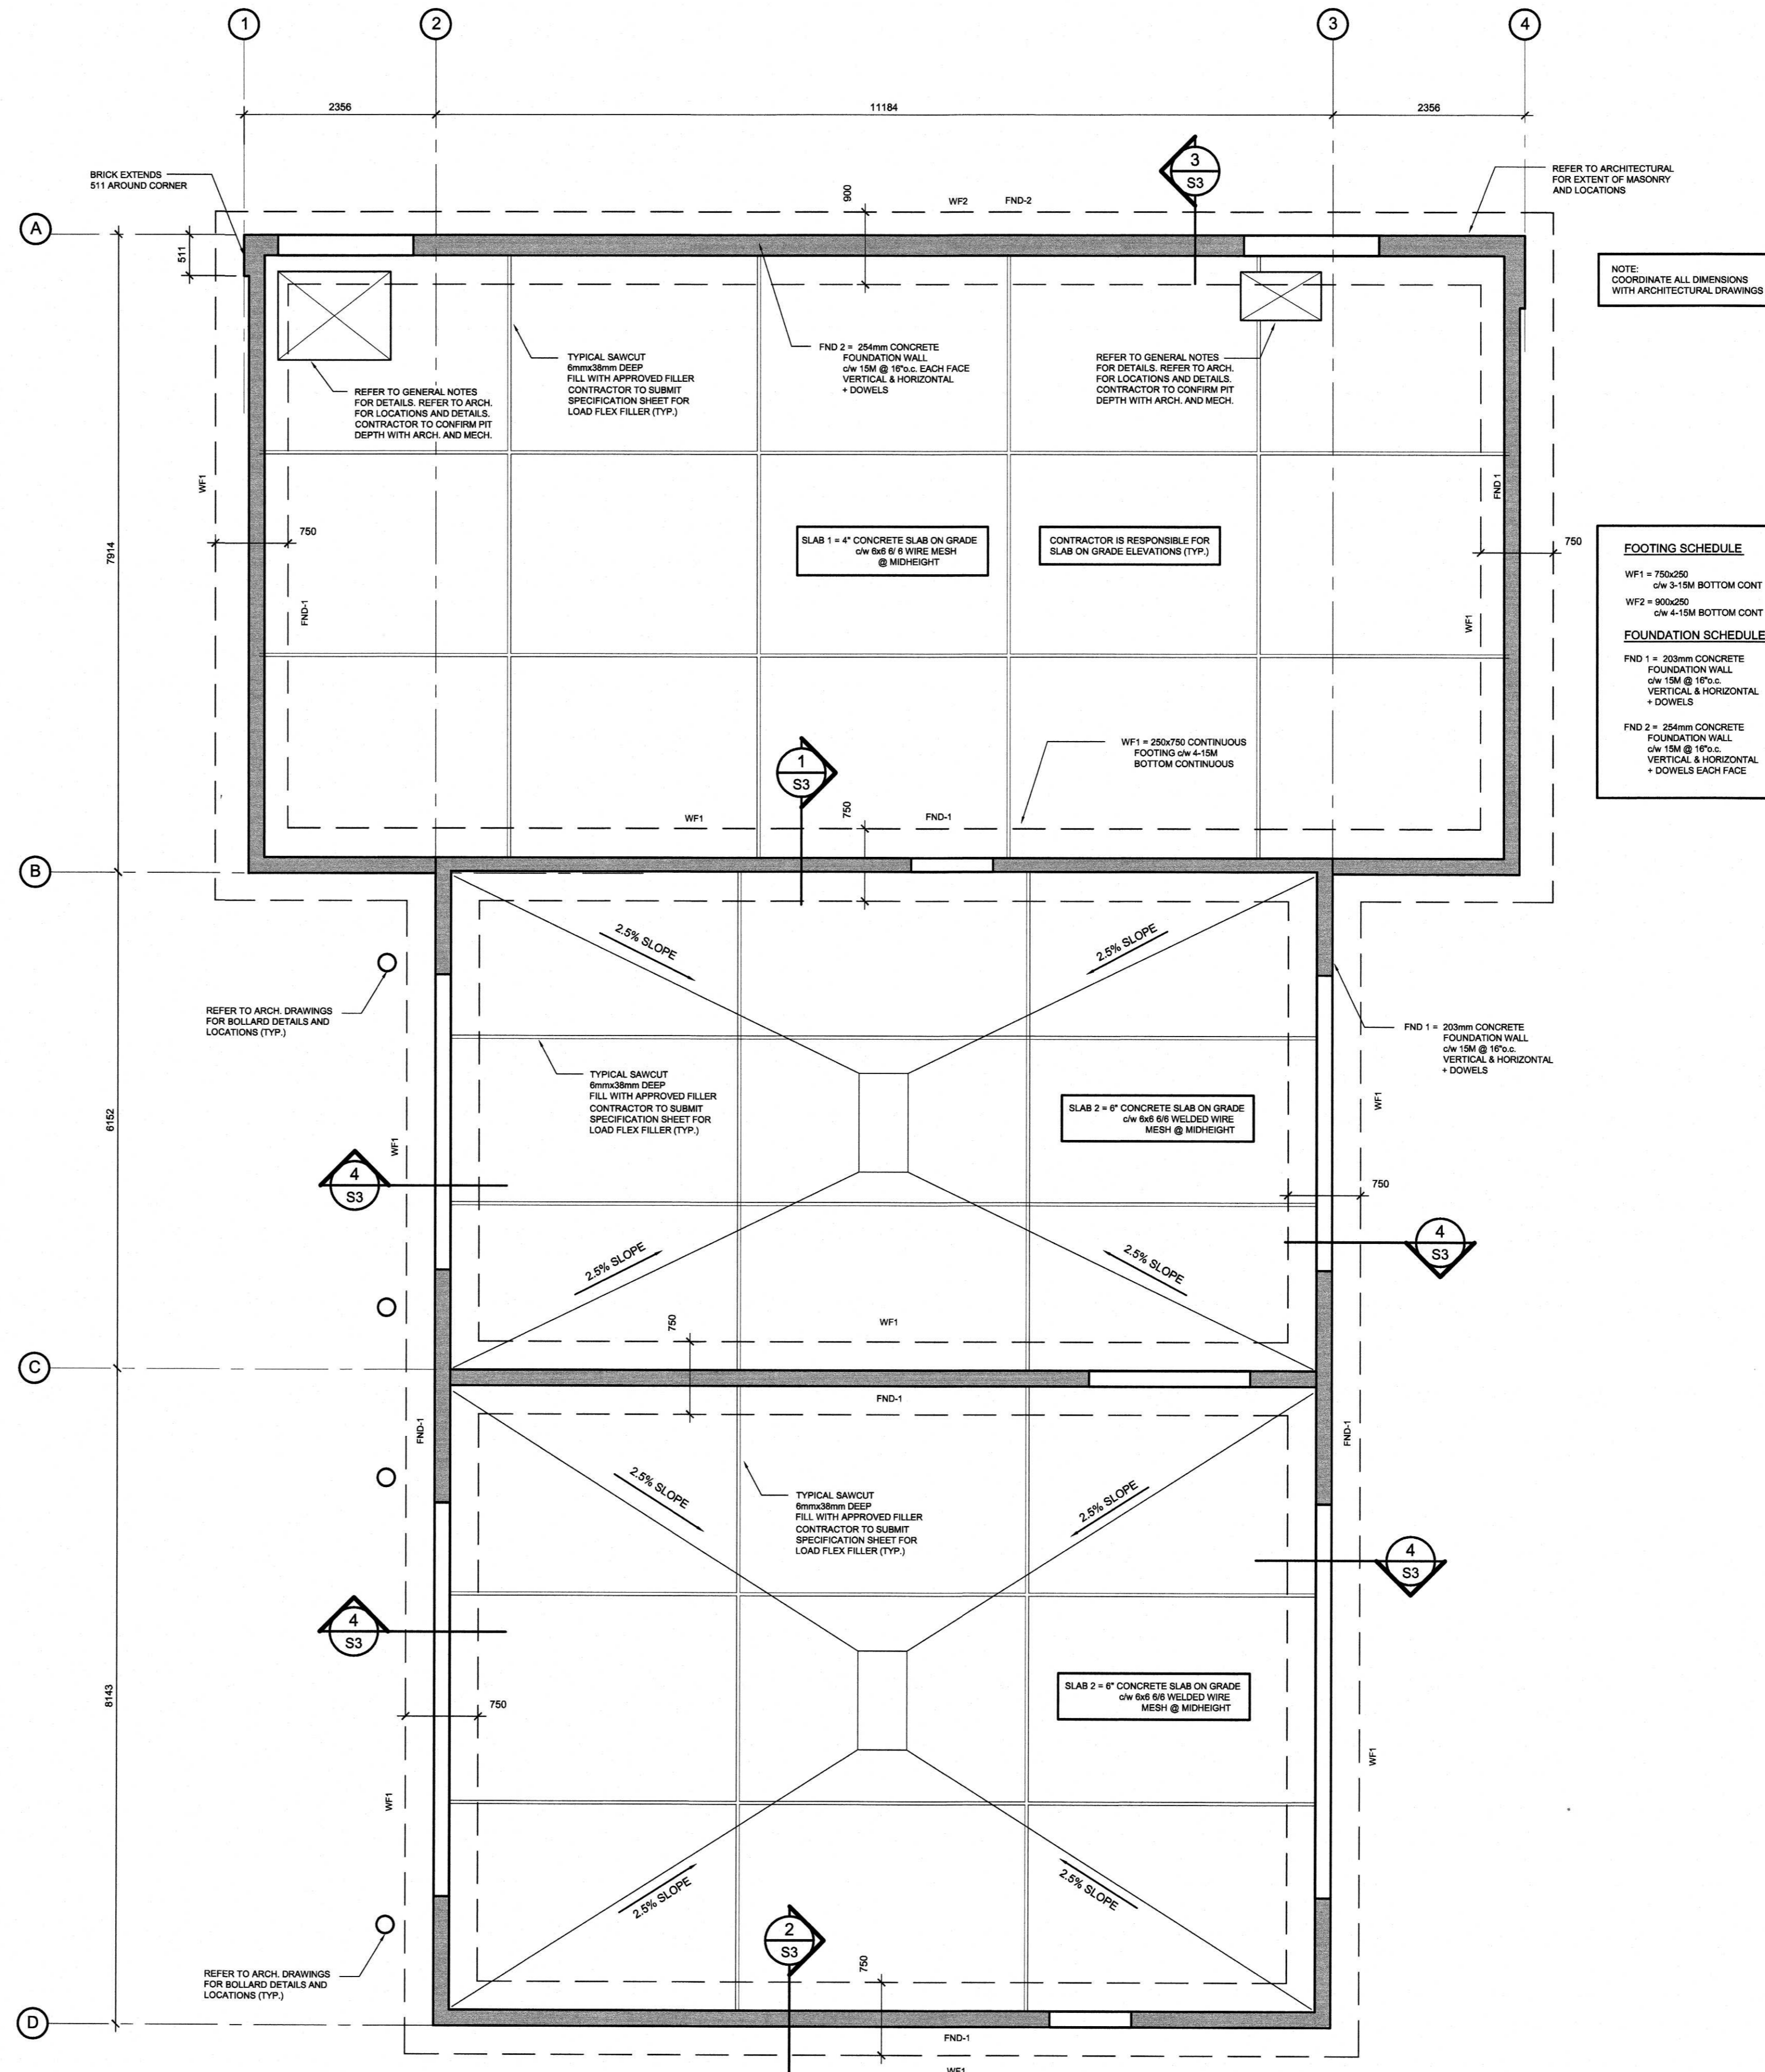 1
2
3
4
2356
11184
2356
BRICK EXTENDS
511 AROUND CORNER
3
S3
REFER TO ARCHITECTURAL
FOR EXTENT OF MASONRY
AND LOCATIONS
900
WF2
FND-2
A
511
NOTE:
COORDINATE ALL DIMENSIONS
WITH ARCHITECTURAL DRAWINGS
REFER TO GENERAL NOTES
FOR DETAILS. REFER TO ARCH.
FOR LOCATIONS AND DETAILS.
CONTRACTOR TO CONFIRM PIT
DEPTH WITH ARCH. AND MECH.
TYPICAL SAWCUT
6mmx38mm DEEP
FILL WITH APPROVED FILLER
CONTRACTOR TO SUBMIT
SPECIFICATION SHEET FOR
LOAD FLEX FILLER (TYP.)
FND 2 = 254mm CONCRETE
FOUNDATION WALL
c/w 15M @ 16"o.c. EACH FACE
VERTICAL & HORIZONTAL
+ DOWELS
REFER TO GENERAL NOTES
FOR DETAILS. REFER TO ARCH.
FOR LOCATIONS AND DETAILS.
CONTRACTOR TO CONFIRM PIT
DEPTH WITH ARCH. AND MECH.
WF1
FND 1
7914
750
SLAB 1 = 4" CONCRETE SLAB ON GRADE
c/w 6x6 6/ 6 WIRE MESH
@ MIDHEIGHT
CONTRACTOR IS RESPONSIBLE FOR
SLAB ON GRADE ELEVATIONS (TYP.)
750
FND-1
WF1
FOOTING SCHEDULE
WF1 = 750x250
c/w 3-15M BOTTOM CONT
WF2 = 900x250
c/w 4-15M BOTTOM CONT
FOUNDATION SCHEDULE
FND 1 = 203mm CONCRETE
FOUNDATION WALL
c/w 15M @ 16"o.c.
VERTICAL & HORIZONTAL
+ DOWELS
FND 2 = 254mm CONCRETE
FOUNDATION WALL
c/w 15M @ 16"o.c.
VERTICAL & HORIZONTAL
+ DOWELS EACH FACE
1
S3
WF1 = 250x750 CONTINUOUS
FOOTING c/w 4-15M
BOTTOM CONTINUOUS
WF1
750
FND-1
B
2.5% SLOPE
2.5% SLOPE
REFER TO ARCH. DRAWINGS
FOR BOLLARD DETAILS AND
LOCATIONS (TYP.)
FND 1 = 203mm CONCRETE
FOUNDATION WALL
c/w 15M @ 16"o.c.
VERTICAL & HORIZONTAL
+ DOWELS
TYPICAL SAWCUT
6mmx38mm DEEP
FILL WITH APPROVED FILLER
CONTRACTOR TO SUBMIT
SPECIFICATION SHEET FOR
LOAD FLEX FILLER (TYP.)
SLAB 2 = 6" CONCRETE SLAB ON GRADE
c/w 6x6 6/6 WELDED WIRE
MESH @ MIDHEIGHT
6152
WF1
WF1
4
S3
750
4
S3
2.5% SLOPE
2.5% SLOPE
750
WF1
C
FND-1
FND-1
FND-1
2.5% SLOPE
2.5% SLOPE
TYPICAL SAWCUT
6mmx38mm DEEP
FILL WITH APPROVED FILLER
CONTRACTOR TO SUBMIT
SPECIFICATION SHEET FOR
LOAD FLEX FILLER (TYP.)
4
S3
4
S3
8143
750
SLAB 2 = 6" CONCRETE SLAB ON GRADE
c/w 6x6 6/6 WELDED WIRE
MESH @ MIDHEIGHT
WF1
WF1
2.5% SLOPE
2.5% SLOPE
2
S3
750
REFER TO ARCH. DRAWINGS
FOR BOLLARD DETAILS AND
LOCATIONS (TYP.)
D
FND-1
WF1